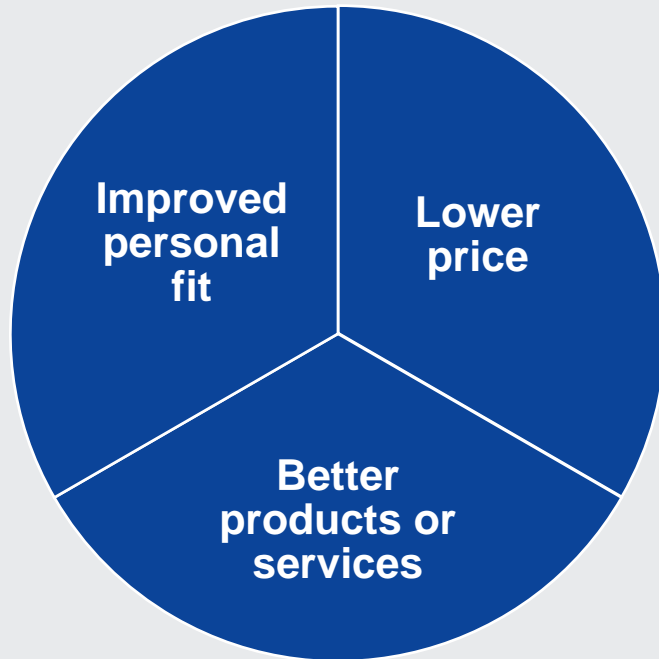 Improved
personal
fit
Lower
price
Better
products or
services